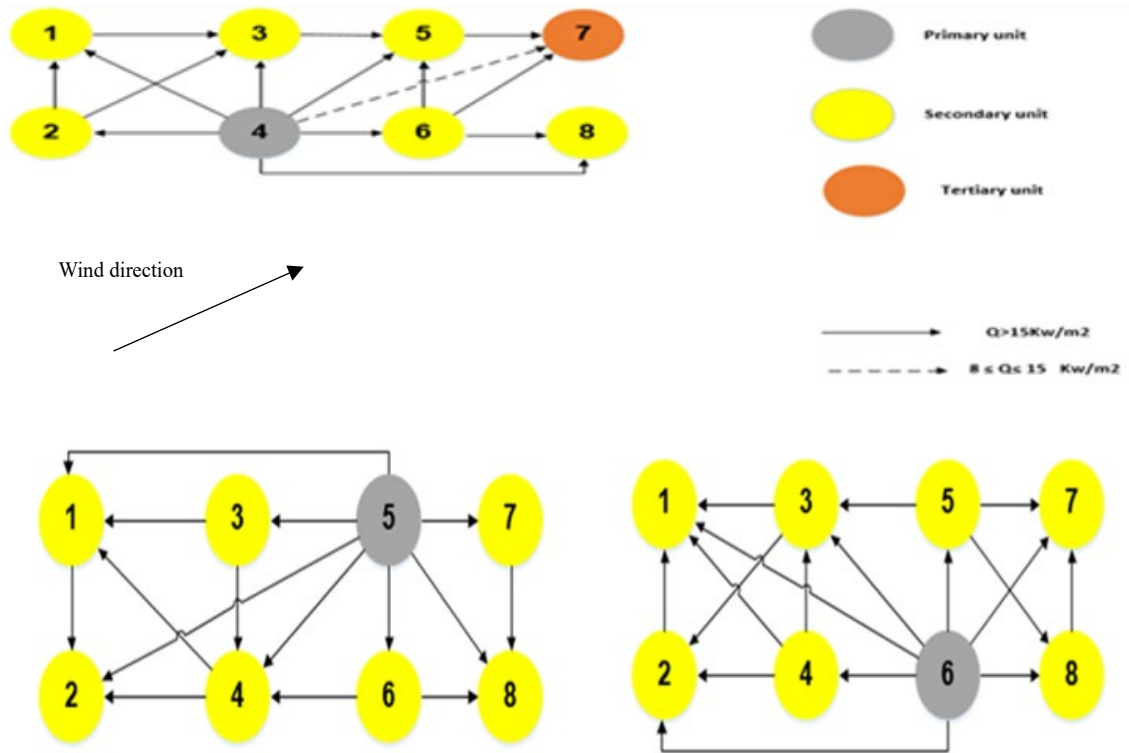 1 3 5 7
2 4 6 8
Primary unit
Secondary unit
Tertiary unit
Wind direction
Q>15Kw/m2
8 ≤ Q≤ 15 Kw/m2
1 3 5 7
2 4 6 8
1 3 5 7
2 4 6 8